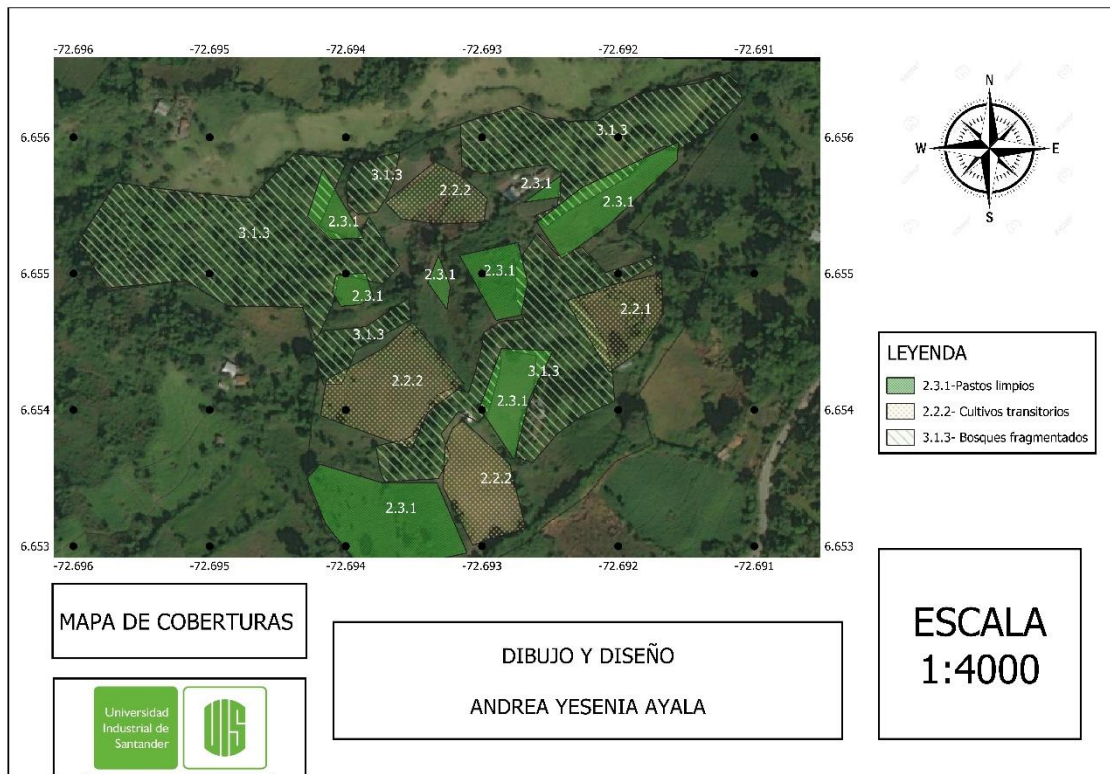 -72.696 -72.695 -72.694 -72.693 -72.692 -72.691
N
6.656 3.1.3 6.656
W E
3.1.3 2.3.1
2.2.2
2.3.1
2.3.1
S
3.1.3
6.655 2.3.1 2.3.1 6.655
2.3.1 2.2.1
3.1.3
LEYENDA
3.1.3
2.2.2
2.3.1-Pastos limpios
2.3.1
6.654 6.654
2.2.2- Cultivos transitorios
3.1.3- Bosques fragmentados
2.2.2
2.3.1
6.653 6.653
-72.696 -72.695 -72.694 -72.693 -72.692 -72.691
MAPA DE COBERTURAS
ESCALA
1:4000
DIBUJO Y DISEÑO
ANDREA YESENIA AYALA
Universidad
Industrial de
Santander
UIS